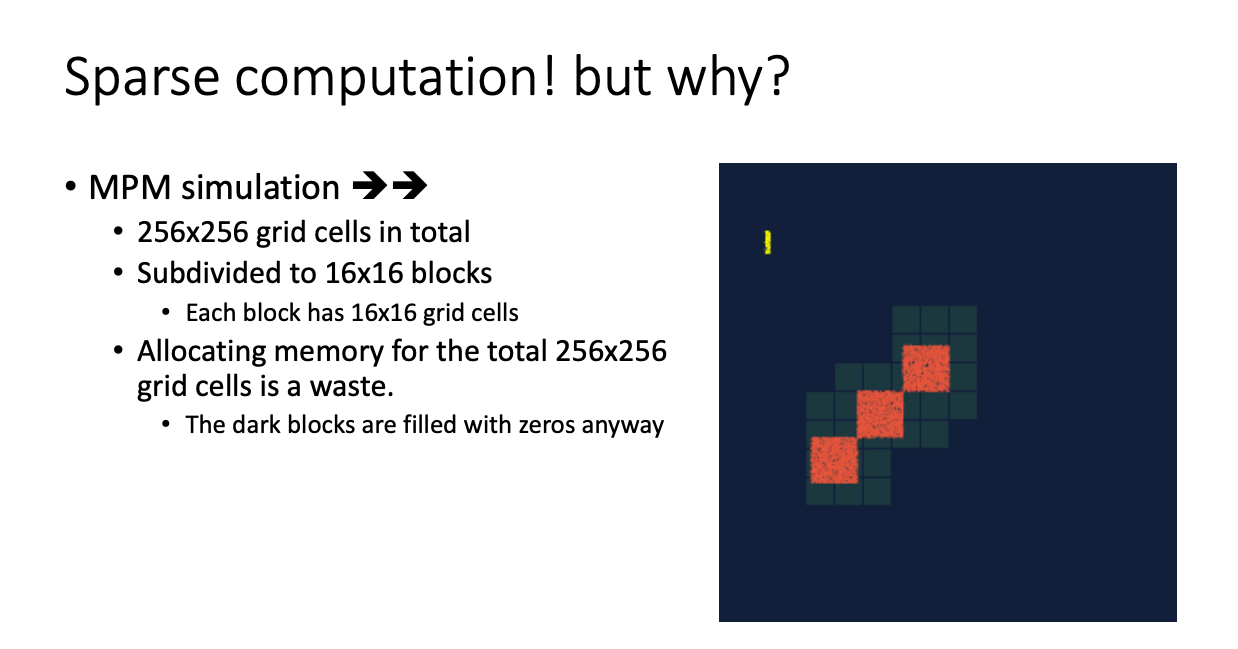 Sparse computation! but why?
• MPM simulation ➔➔
• 256x256 grid cells in total
• Subdivided to 16x16 blocks
• Each block has 16x16 grid cells
• Allocating memory for the total 256x256
grid cells is a waste.
• The dark blocks are filled with zeros anyway